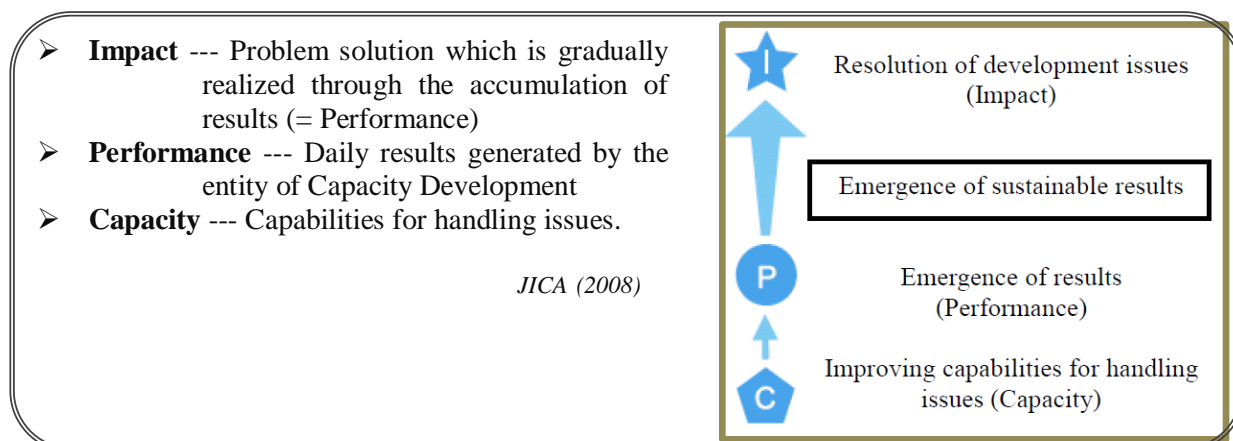 ➢ Impact --- Problem solution which is gradually
realized through the accumulation of
results (= Performance)
➢ Performance --- Daily results generated by the
entity of Capacity Development
➢ Capacity --- Capabilities for handling issues.
JICA (2008)
I
Resolution of development issues
(Impact)
Emergence of sustainable results
P
Emergence of results
(Performance)
Improving capabilities for handling
issues (Capacity)
C